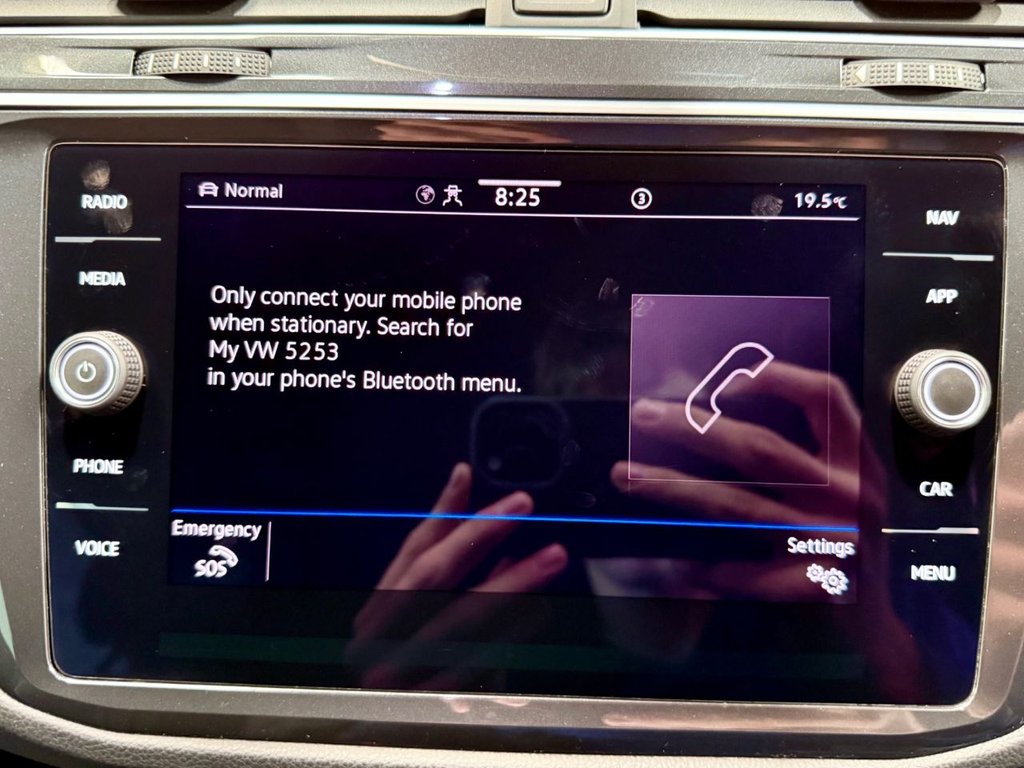 RADIO
MEDIA
PHONE
VOICE
Normal
8:25
3
19.5°C
Only connect your mobile phone
when stationary. Search for
My VW 5253
in your phone's Bluetooth menu.
Emergency
SOS
Settings
NAV
APP
CAR
MENU